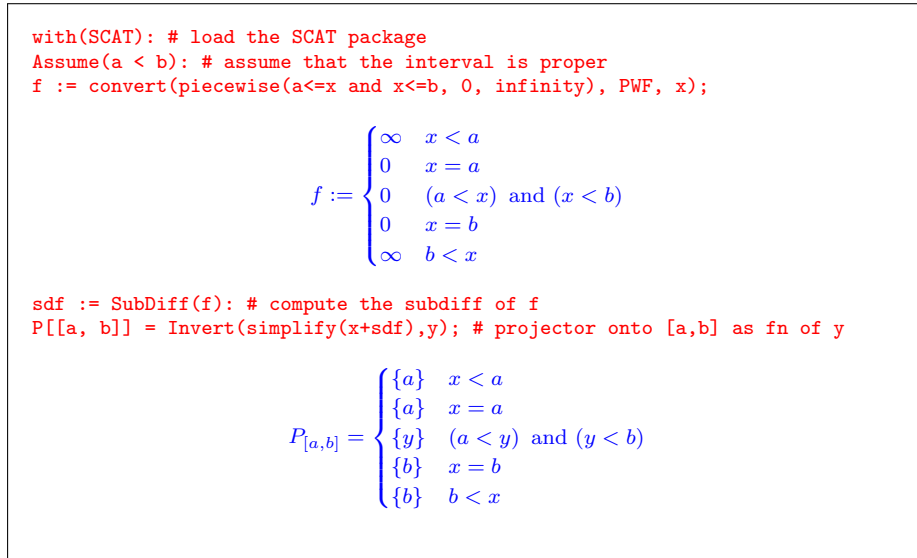 with(SCAT): # load the SCAT package
Assume(a < b): # assume that the interval is proper
f := convert(piecewise(a<=x and x<=b, 0, infinity), PWF, x);
f := { ∞ x < a
0 x = a
0 (a < x) and (x < b)
0 x = b
∞ b < x
sdf := SubDiff(f): # compute the subdiff of f
P[[a, b]] = Invert(simplify(x+sdf),y); # projector onto [a,b] as fn of y
P[a,b] = { {a} x < a
{a} x = a
{y} (a < y) and (y < b)
{b} x = b
{b} b < x